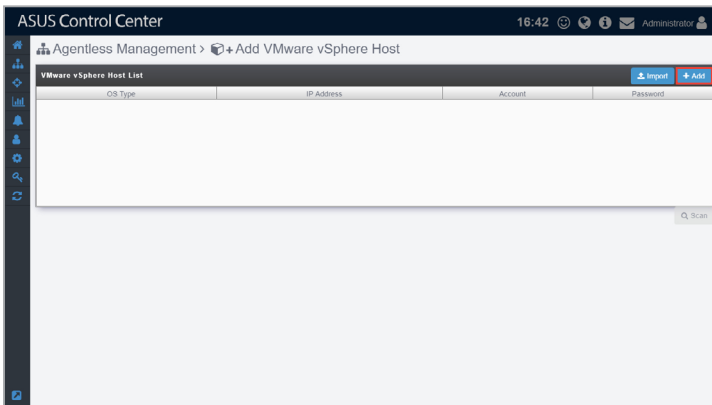 ASUS Control Center 16:42 Administrator
Agentless Management > + Add VMware vSphere Host
VMware vSphere Host List Import + Add
OS Type IP Address Account Password
Scan